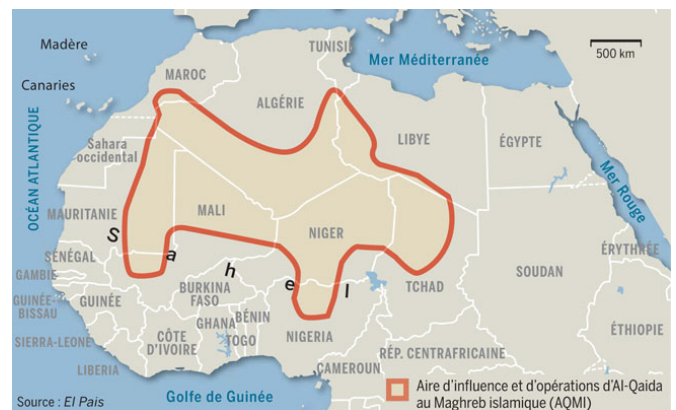 Madère
TUNISIE
Mer Méditerranée
500 km
MAROC
Canaries
ALGÉRIE
LIBYE
ÉGYPTE
Sahara
occidental
OCÉAN ATLANTIQUE
Mer Rouge
MAURITANIE
MALI
NIGER
Sahel
TCHAD
SOUDAN
ÉRYTHRÉE
SÉNÉGAL
GAMBIE
GUINÉE-
BISSAU
GUINÉE
BURKINA
FASO
BÉNIN
GHANA
TOGO
NIGERIA
SIERRA-LEONE
CÔTE
D'IVOIRE
ÉTHIOPIE
LIBERIA
RÉP. CENTRAFRICAINE
CAMEROUN
Source : El Pais
Golfe de Guinée
Aire d'influence et d'opérations d'Al-Qaida
au Maghreb islamique (AQMI)